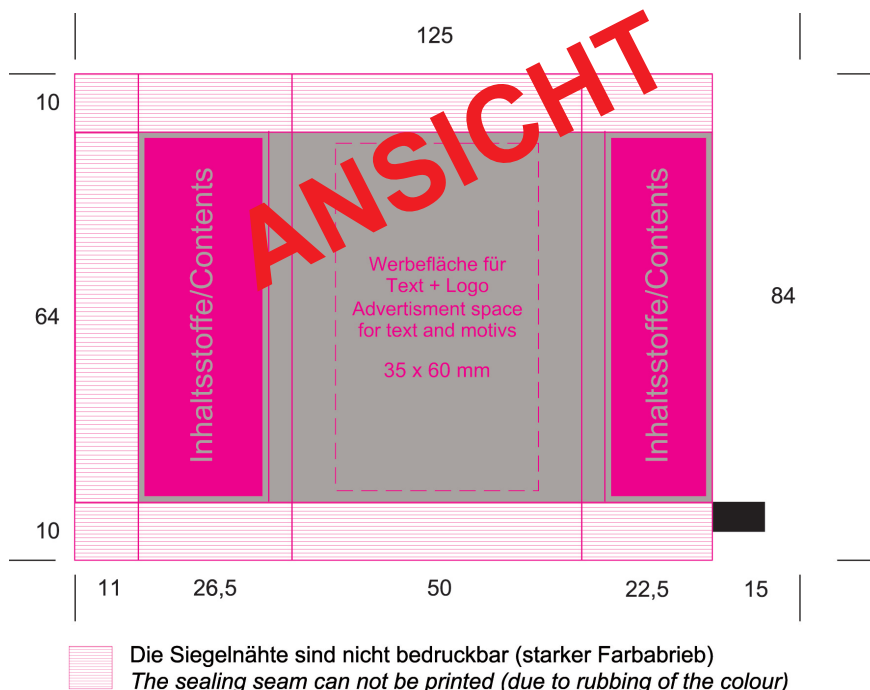 125
10
ANSICHT
Inhaltsstoffe/Contents
Werbefläche für
Text + Logo
Advertisment space
for text and motivs
35 x 60 mm
Inhaltsstoffe/Contents
64
84
10
11
26,5
50
22,5
15
Die Siegelnähte sind nicht bedruckbar (starker Farbabrieb)
The sealing seam can not be printed (due to rubbing of the colour)